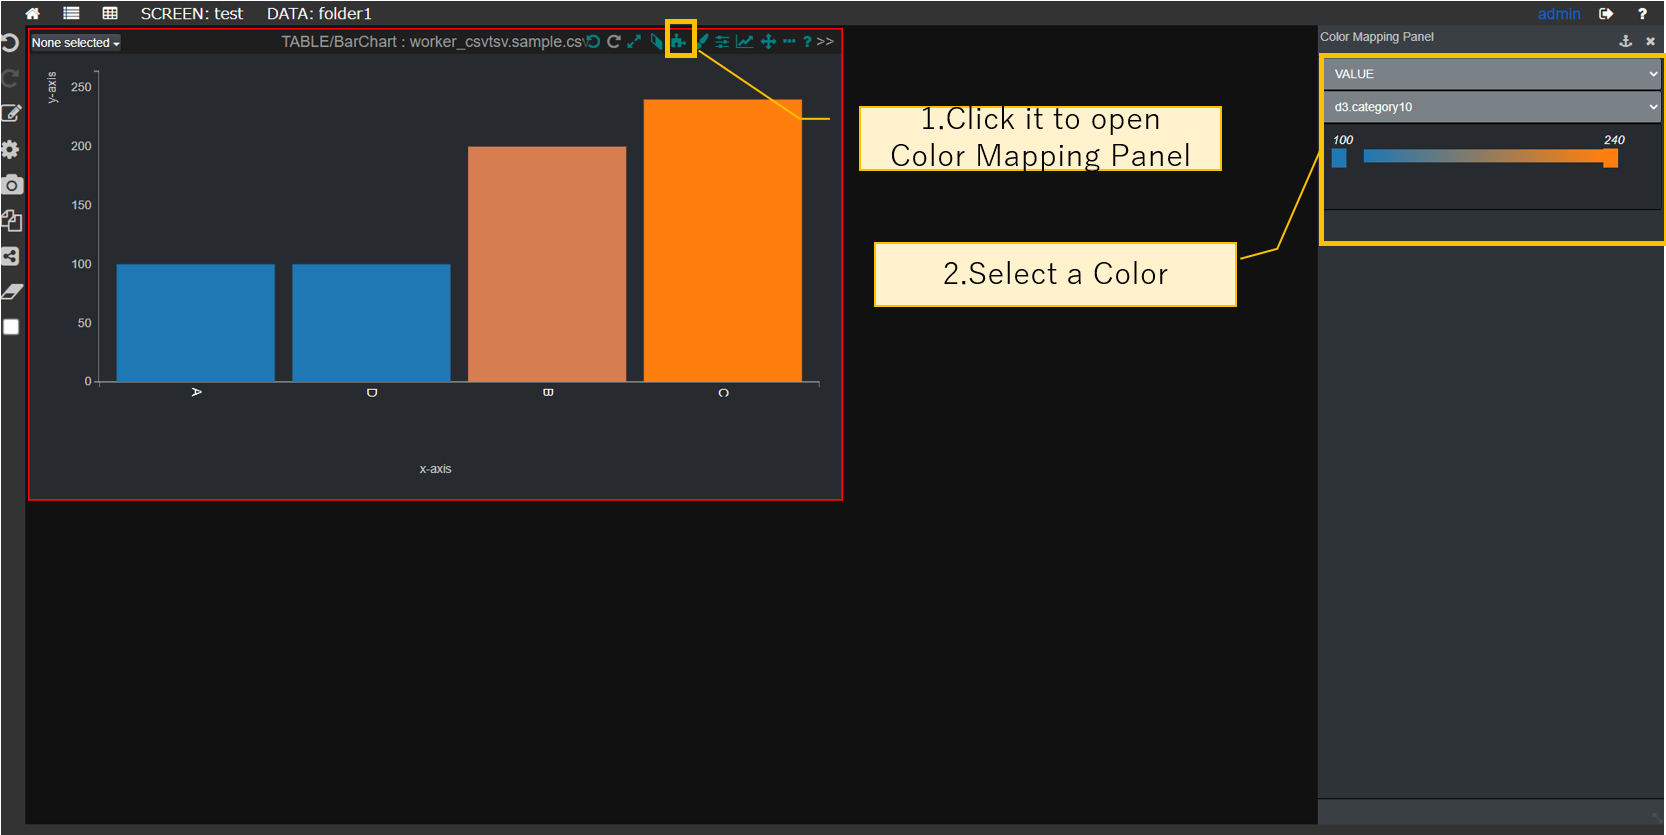 SCREEN: test DATA: folder1
admin
?
None selected
TABLE/BarChart : worker_csvtsv.sample.csv
? >>
y-axis
250
200
150
100
50
0
A
D
B
C
x-axis
1.Click it to open
Color Mapping Panel
2.Select a Color
Color Mapping Panel
VALUE
d3.category10
100 240